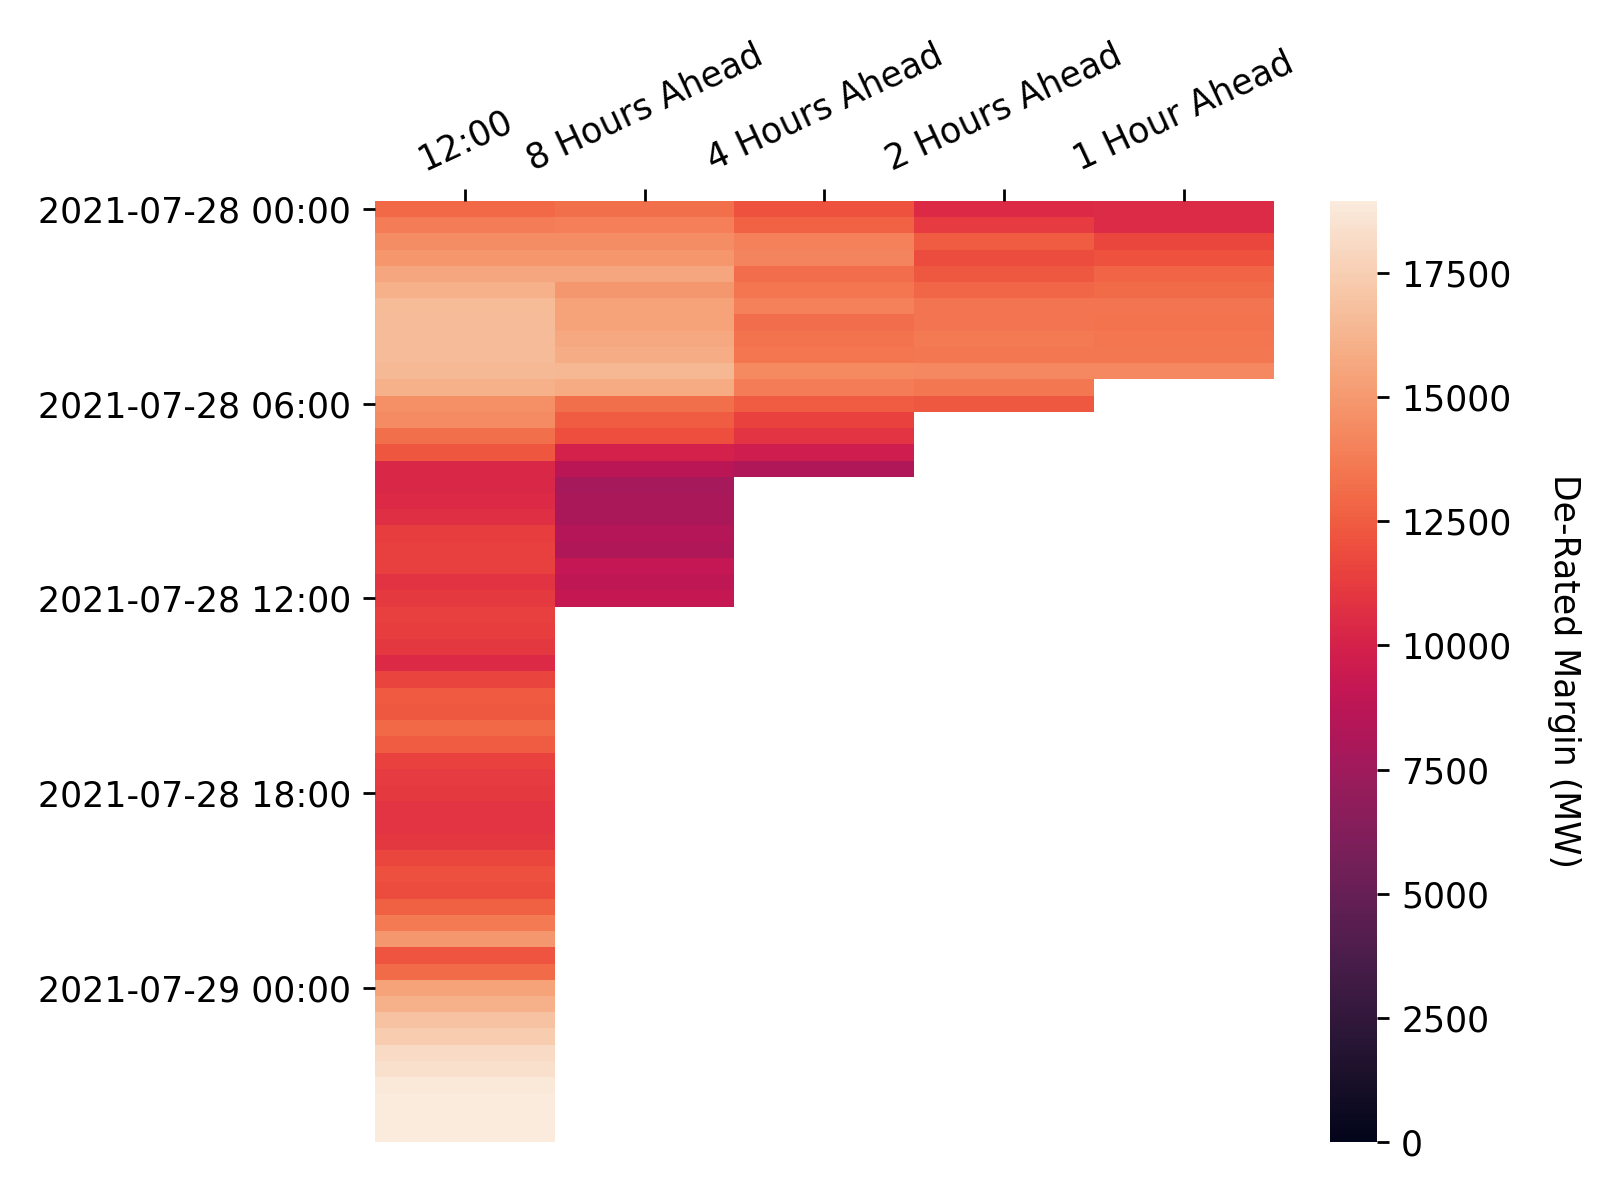 12:00
8 Hours Ahead
4 Hours Ahead
2 Hours Ahead
1 Hour Ahead
2021-07-28 00:00
2021-07-28 06:00
2021-07-28 12:00
2021-07-28 18:00
2021-07-29 00:00
17500
15000
12500
10000
7500
5000
2500
0
De-Rated Margin (MW)